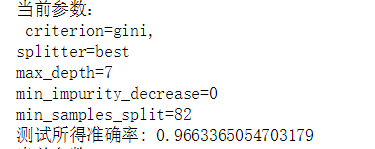 当前参数：
criterion=gini,
splitter=best
max_depth=7
min_impurity_decrease=0
min_samples_split=82
测试所得准确率: 0.9663365054703179